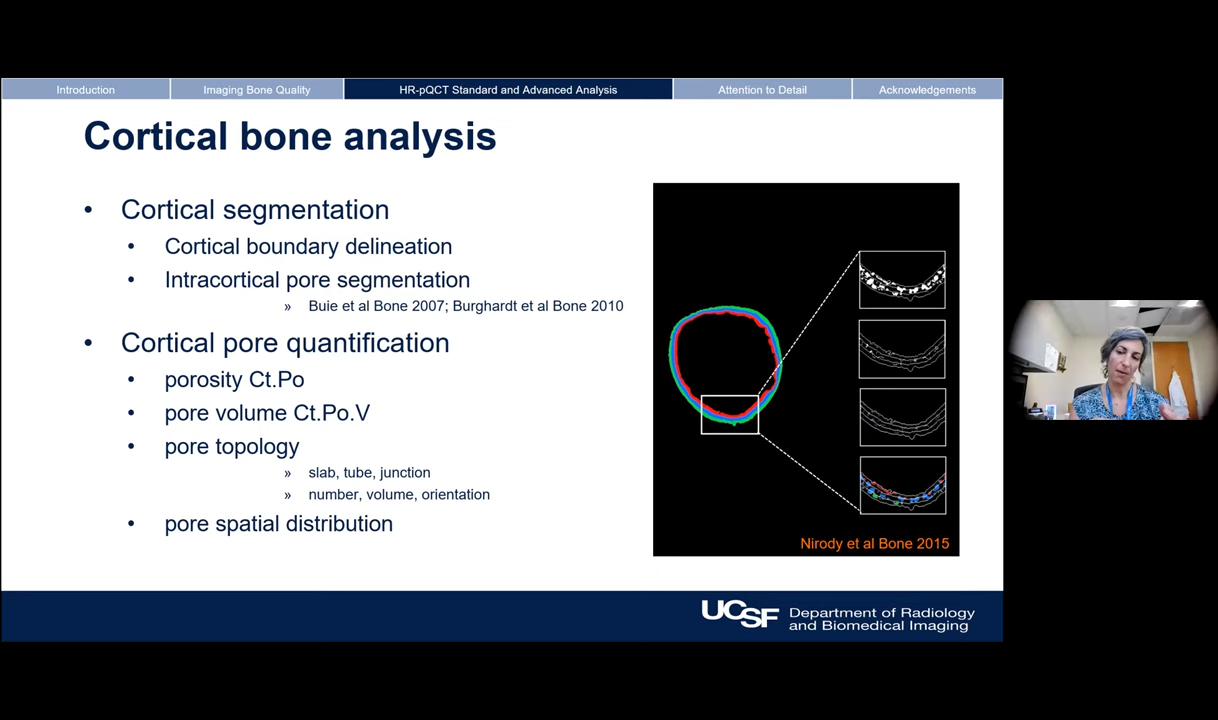 Introduction
Imaging Bone Quality
HR-pQCT Standard and Advanced Analysis
Attention to Detail
Acknowledgements
Cortical bone analysis
• Cortical segmentation
• Cortical boundary delineation
• Intracortical pore segmentation
» Buie et al Bone 2007; Burghardt et al Bone 2010
• Cortical pore quantification
• porosity Ct.Po
• pore volume Ct.Po.V
• pore topology
» slab, tube, junction
» number, volume, orientation
• pore spatial distribution
Nirody et al Bone 2015
UCSF
Department of Radiology
and Biomedical Imaging